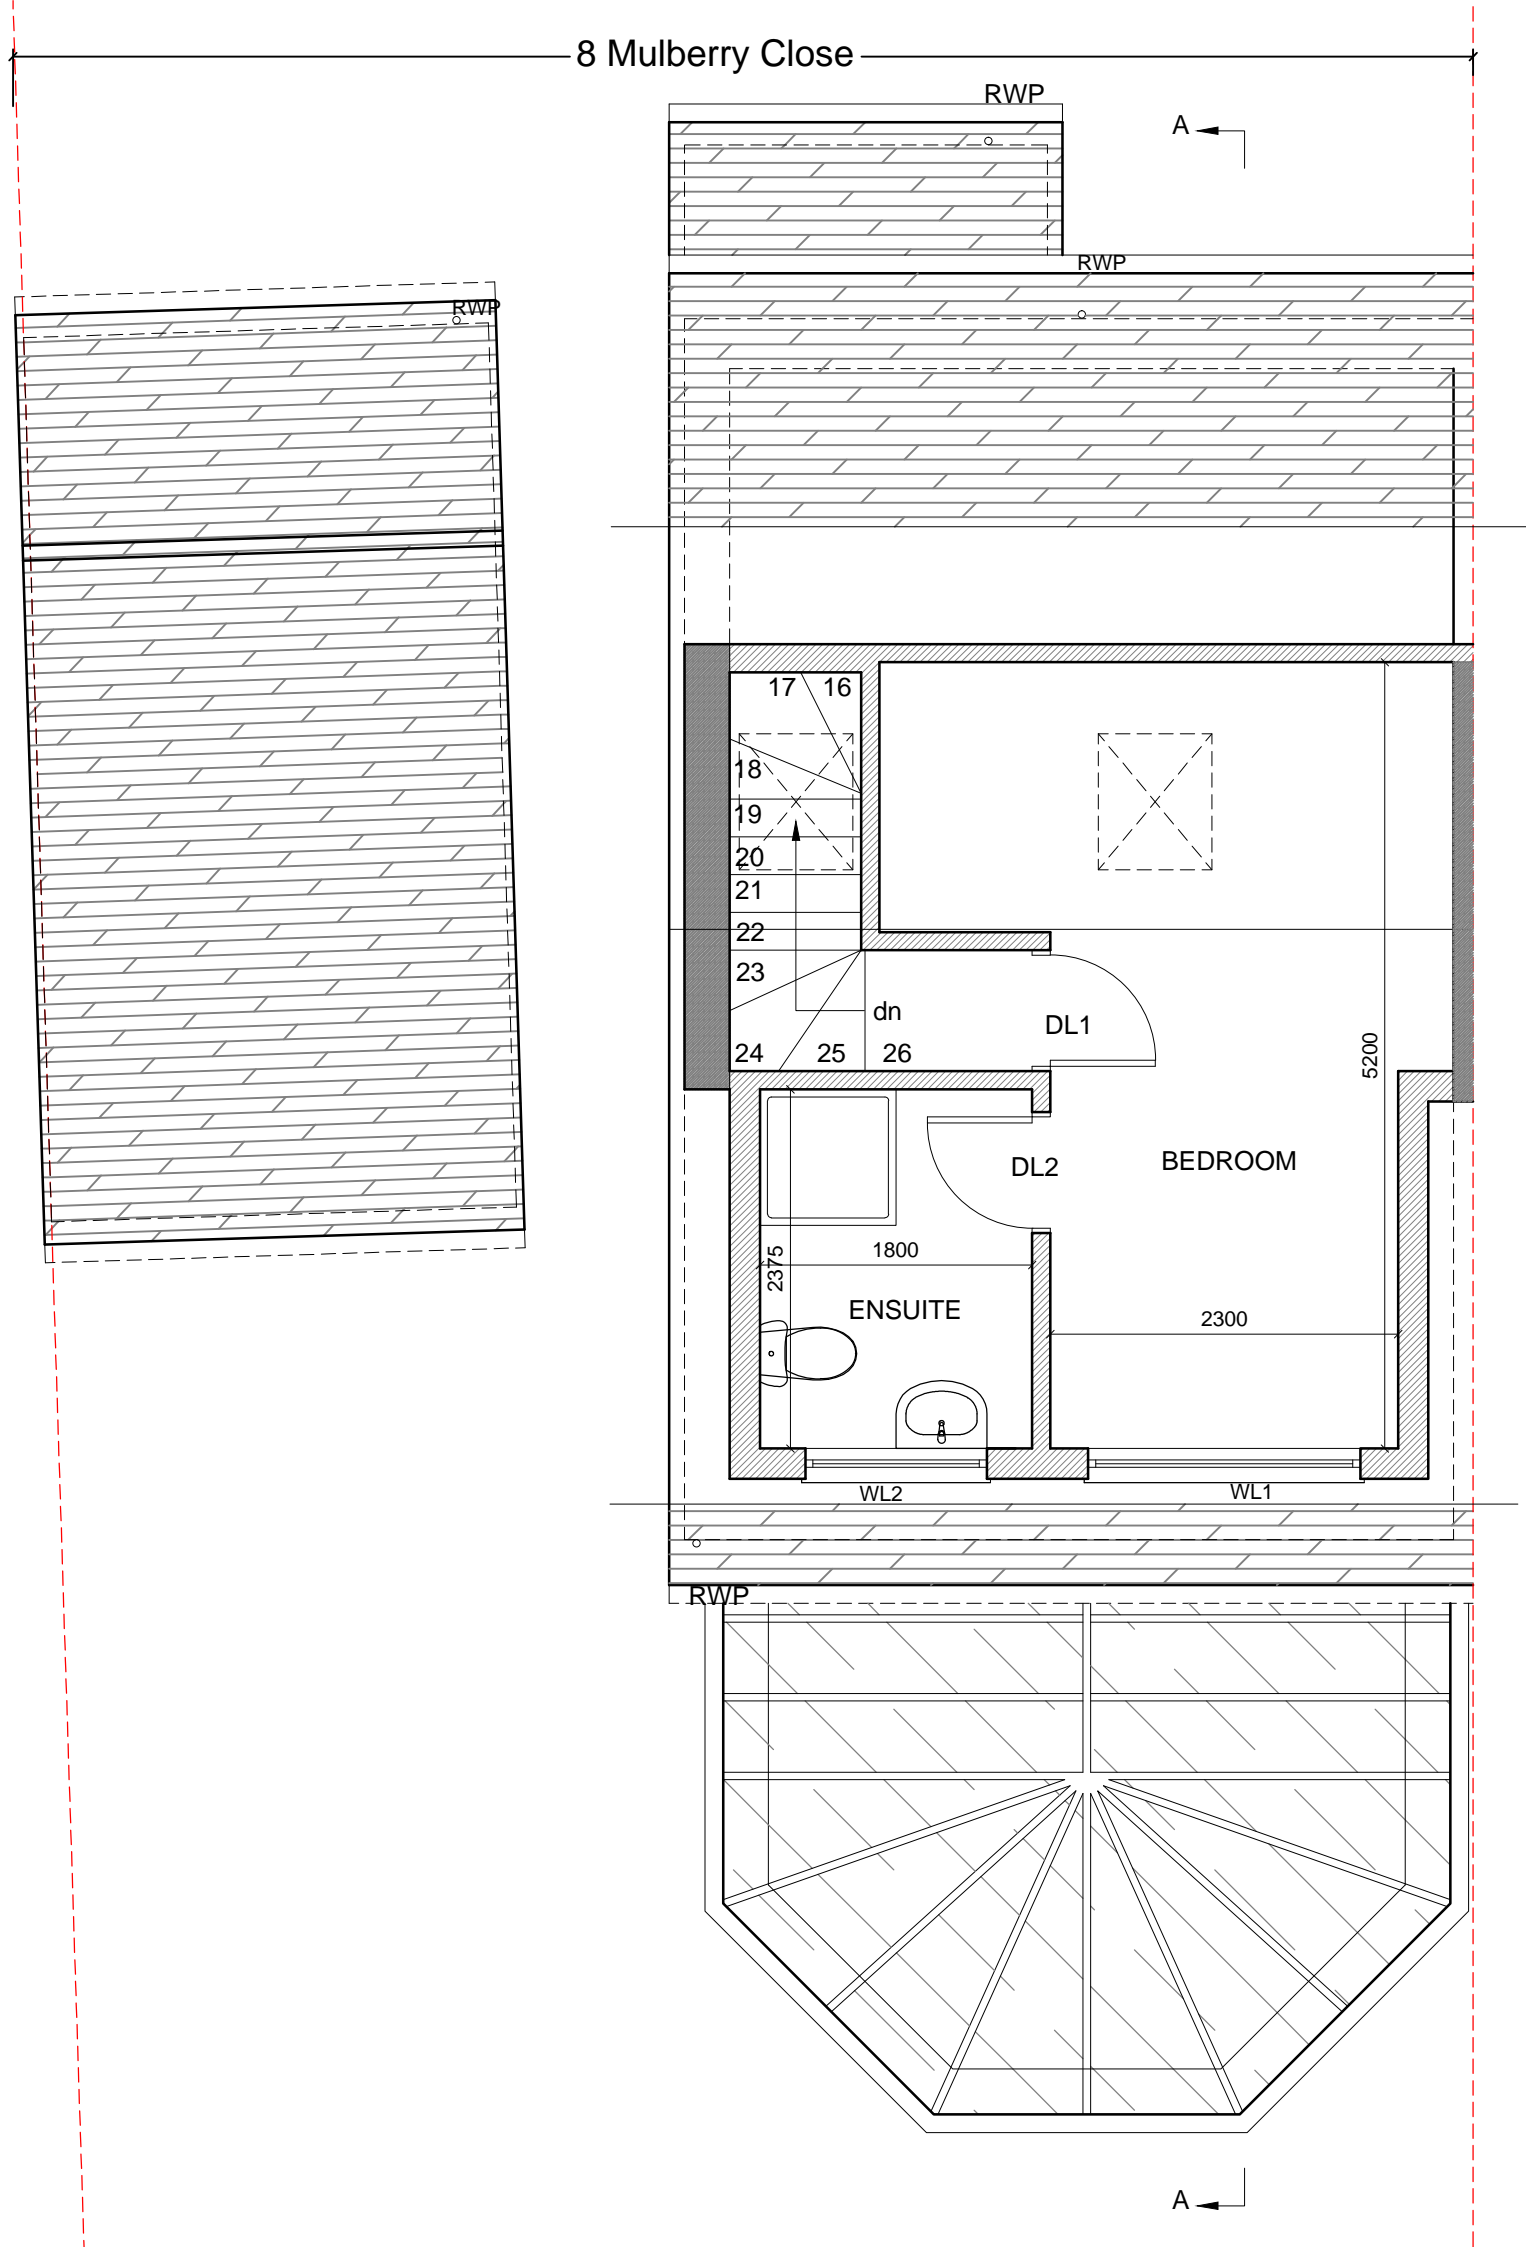 8 Mulberry Close
RWP
A
RWP
RWP
17 16
18
19
20
21
22
23
dn
24 25 26
DL1
5200
DL2
BEDROOM
1800
2375
ENSUITE
2300
WL2
WL1
RWP
A